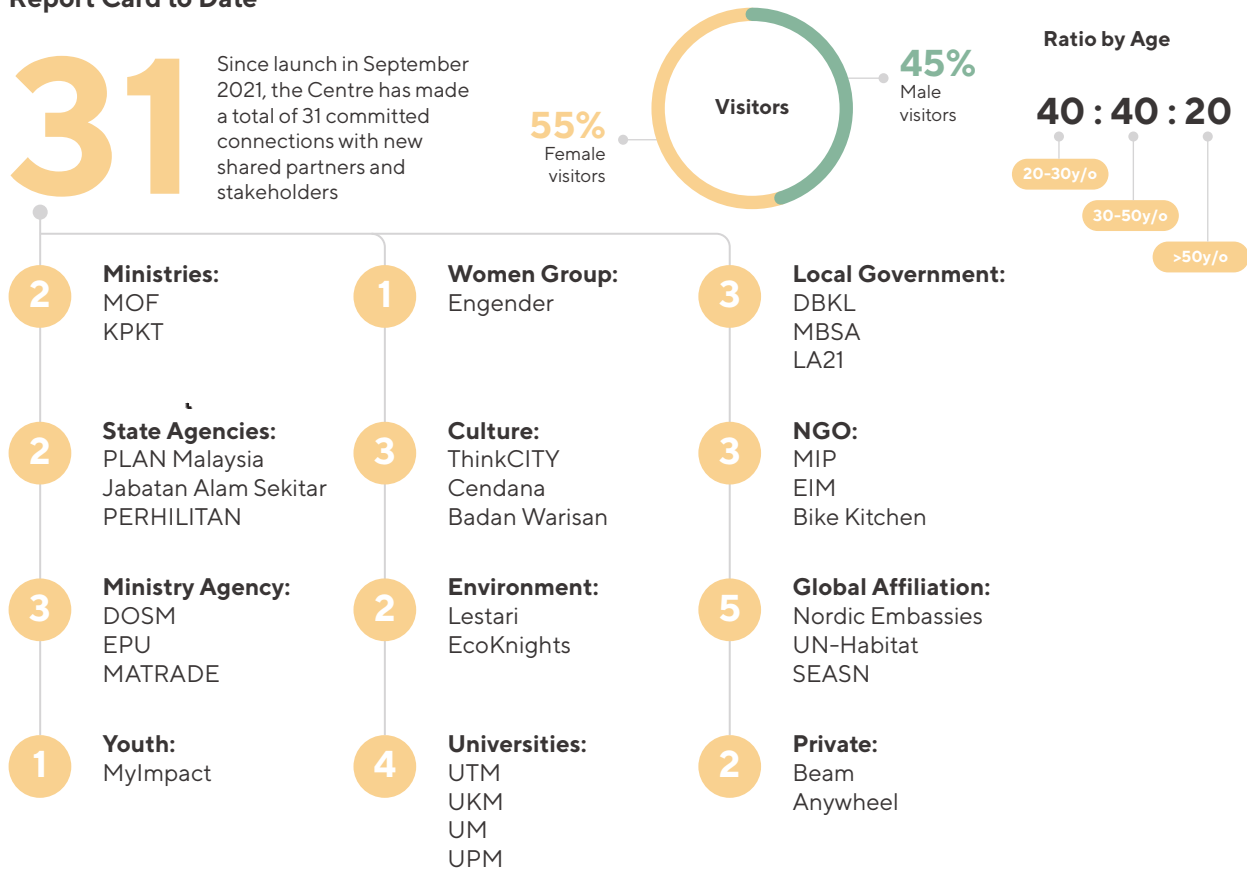 Report Card to Date
31
Since launch in September
2021, the Centre has made
a total of 31 committed
connections with new
shared partners and
stakeholders
55%
Female
visitors
Visitors
45%
Male
visitors
Ratio by Age
40 : 40 : 20
20-30y/o
30-50y/o
>50y/o
2
Ministries:
MOF
KPKT
2
State Agencies:
PLAN Malaysia
Jabatan Alam Sekitar
PERHILITAN
3
Ministry Agency:
DOSM
EPU
MATRADE
1
Youth:
MyImpact
1
Women Group:
Engender
3
Culture:
ThinkCITY
Cendana
Badan Warisan
2
Environment:
Lestari
EcoKnights
4
Universities:
UTM
UKM
UM
UPM
3
Local Government:
DBKL
MBSA
LA21
3
NGO:
MIP
EIM
Bike Kitchen
5
Global Affiliation:
Nordic Embassies
UN-Habitat
SEASN
2
Private:
Beam
Anywheel